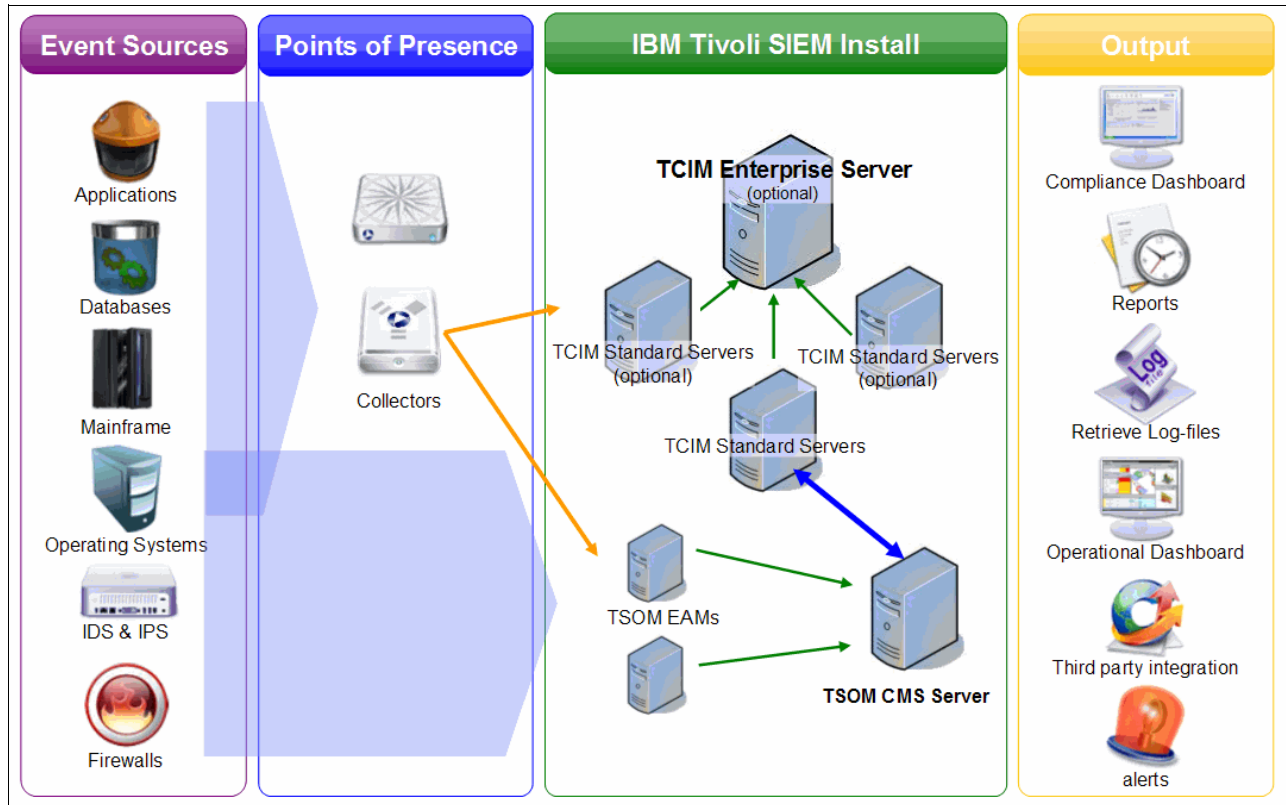 Event Sources
Applications
Databases
Mainframe
Operating Systems
IDS & IPS
Firewalls
Points of Presence
Collectors
IBM Tivoli SIEM Install
TCIM Enterprise Server
(optional)
TCIM Standard Servers
(optional)
TCIM Standard Servers
(optional)
TCIM Standard Servers
TSOM EAMs
TSOM CMS Server
Output
Compliance Dashboard
Reports
Log
file
Retrieve Log-files
Operational Dashboard
Third party integration
alerts